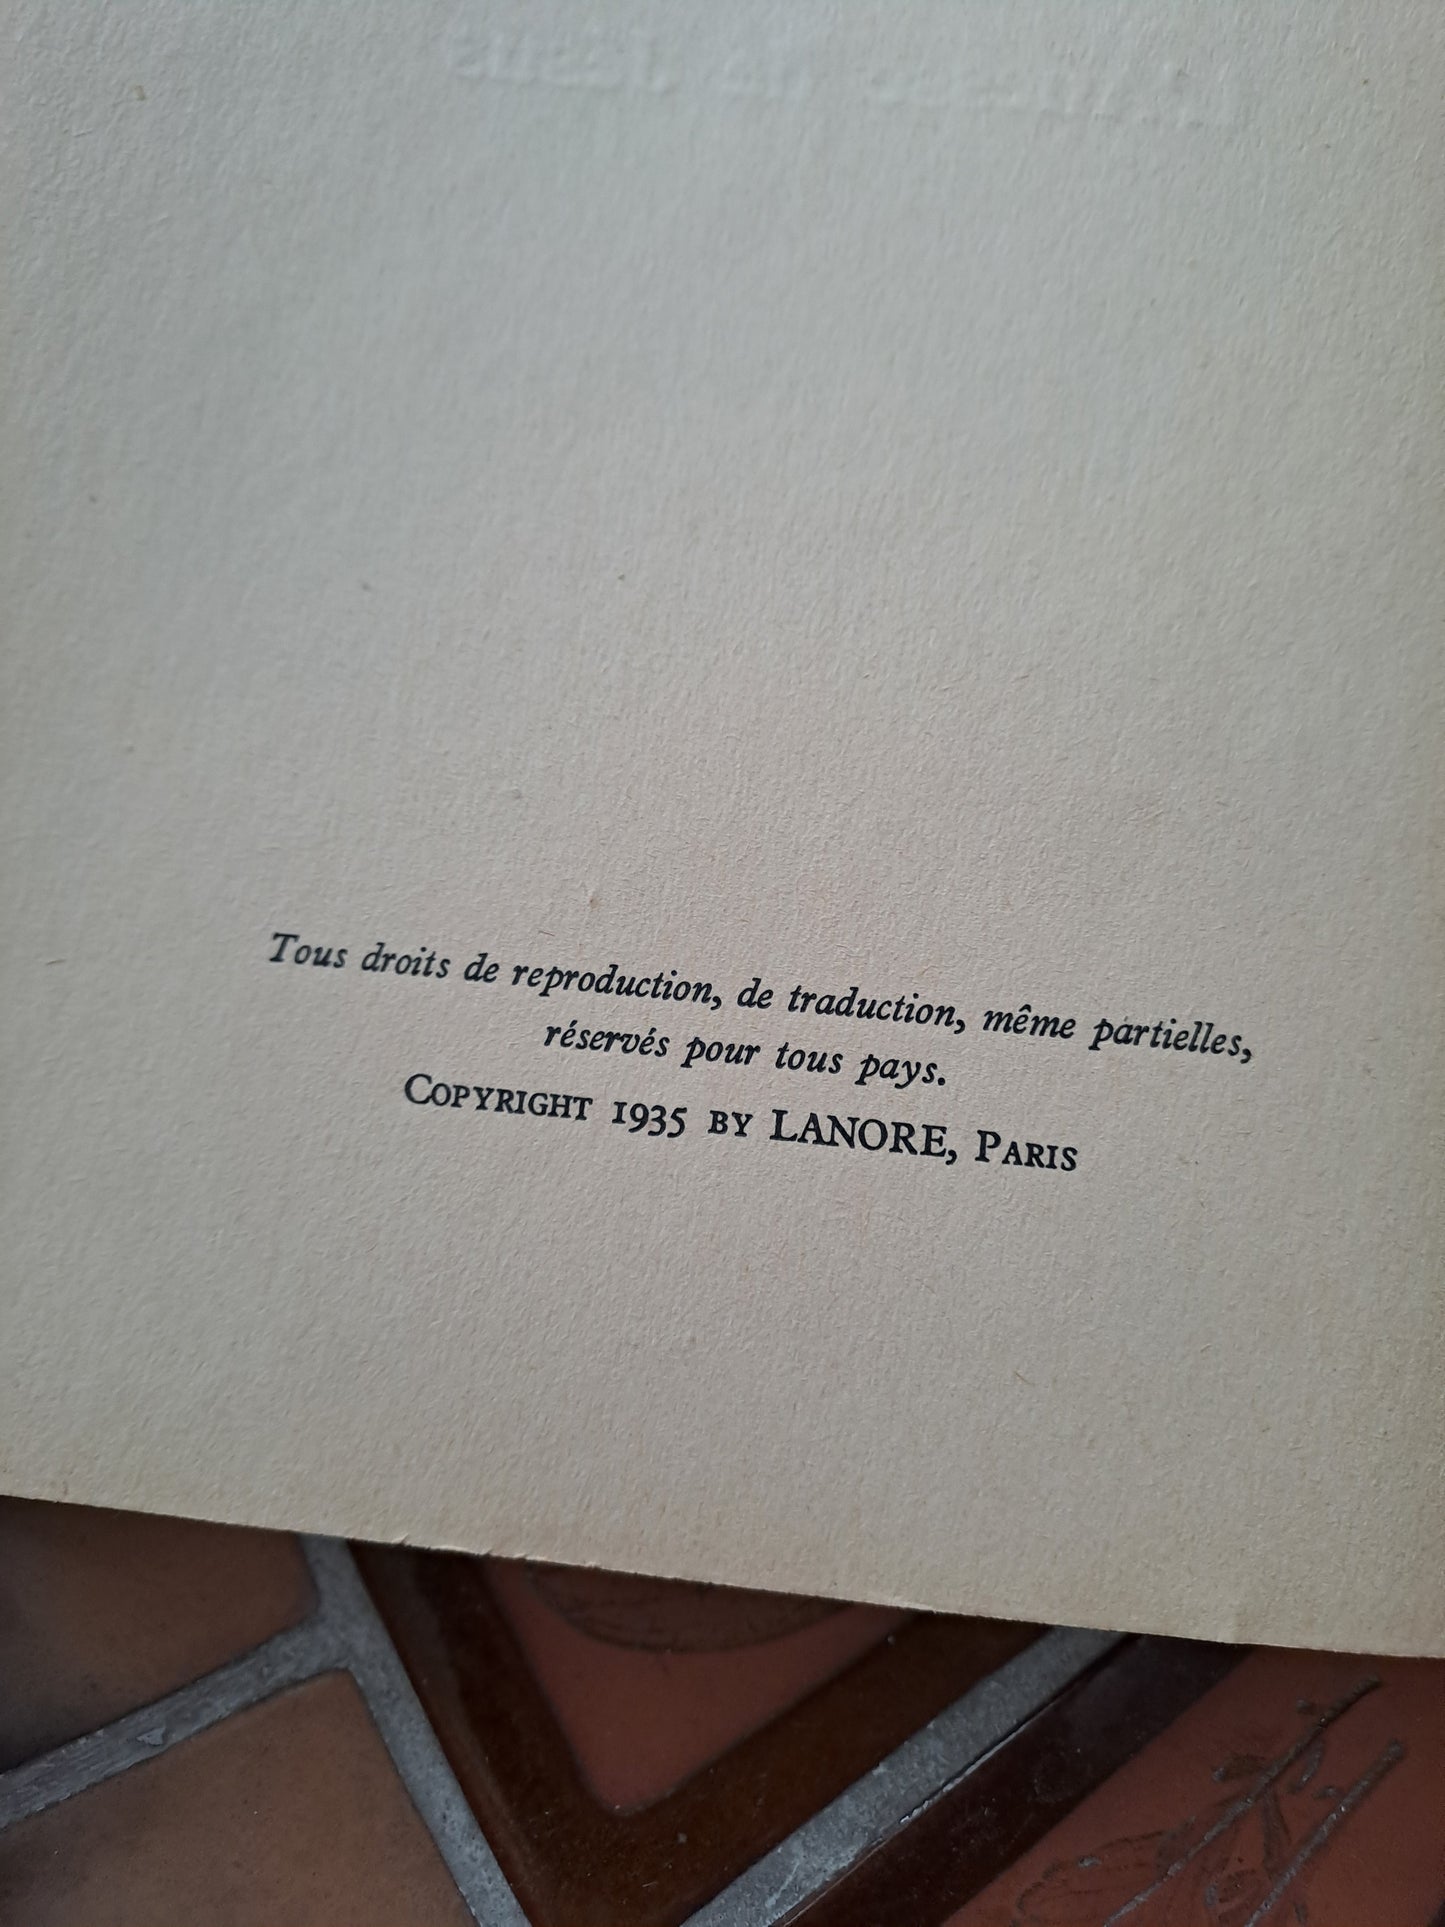 Tous droits de reproduction, de traduction, même partielles,
réservés pour tous pays.
COPYRIGHT 1935 BY LANORE, PARIS